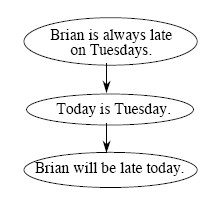 Brian is always late
on Tuesdays.
Today is Tuesday.
Brian will be late today.